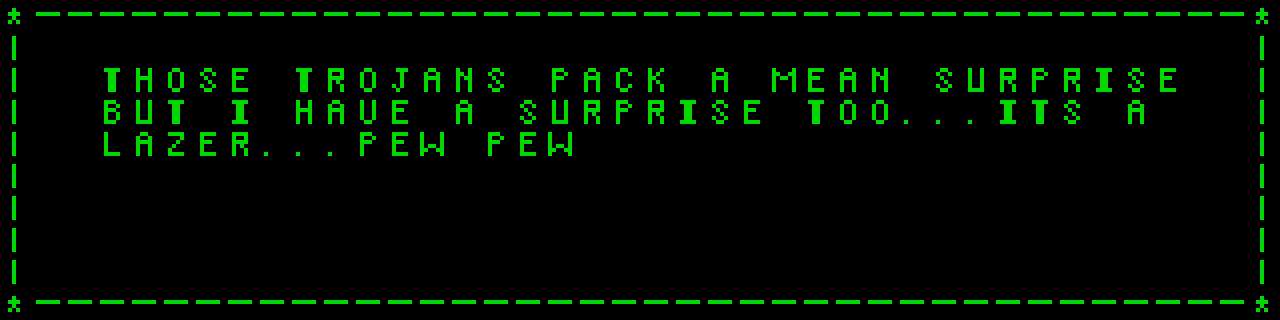 THOSE TROJANS PACK A MEAN SURPRISE
BUT I HAVE A SURPRISE TOO...ITS A
LAZER...PEW PEW